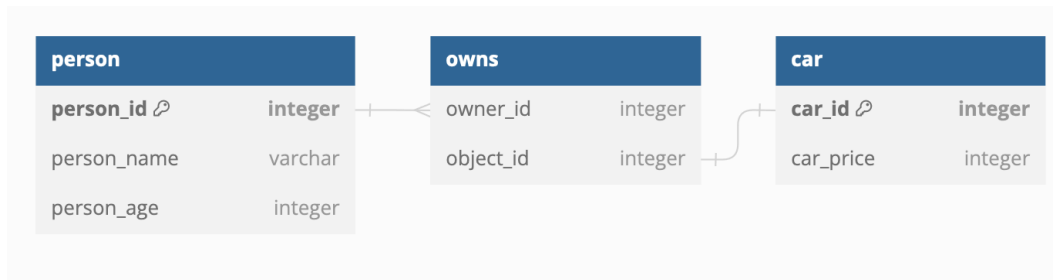 person
person_id integer
person_name varchar
person_age integer
owns
owner_id integer
object_id integer
car
car_id integer
car_price integer